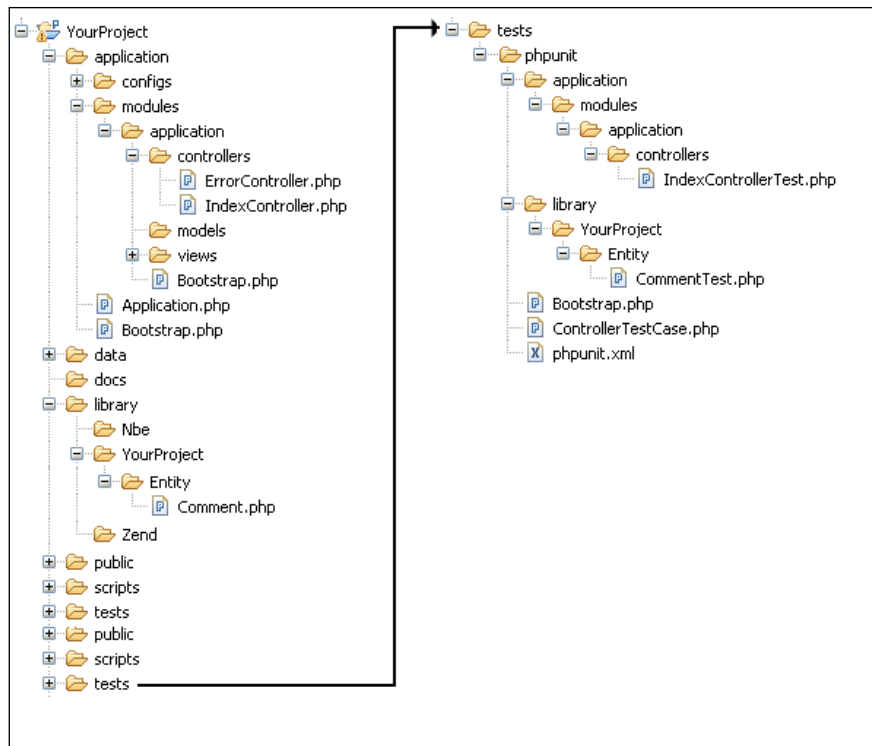 YourProject
application
configs
modules
application
controllers
ErrorController.php
IndexController.php
models
views
Bootstrap.php
Application.php
Bootstrap.php
data
docs
library
Nbe
YourProject
Entity
Comment.php
Zend
public
scripts
tests
public
scripts
tests
tests
phpunit
application
modules
application
controllers
IndexControllerTest.php
library
YourProject
Entity
CommentTest.php
Bootstrap.php
ControllerTestCase.php
phpunit.xml